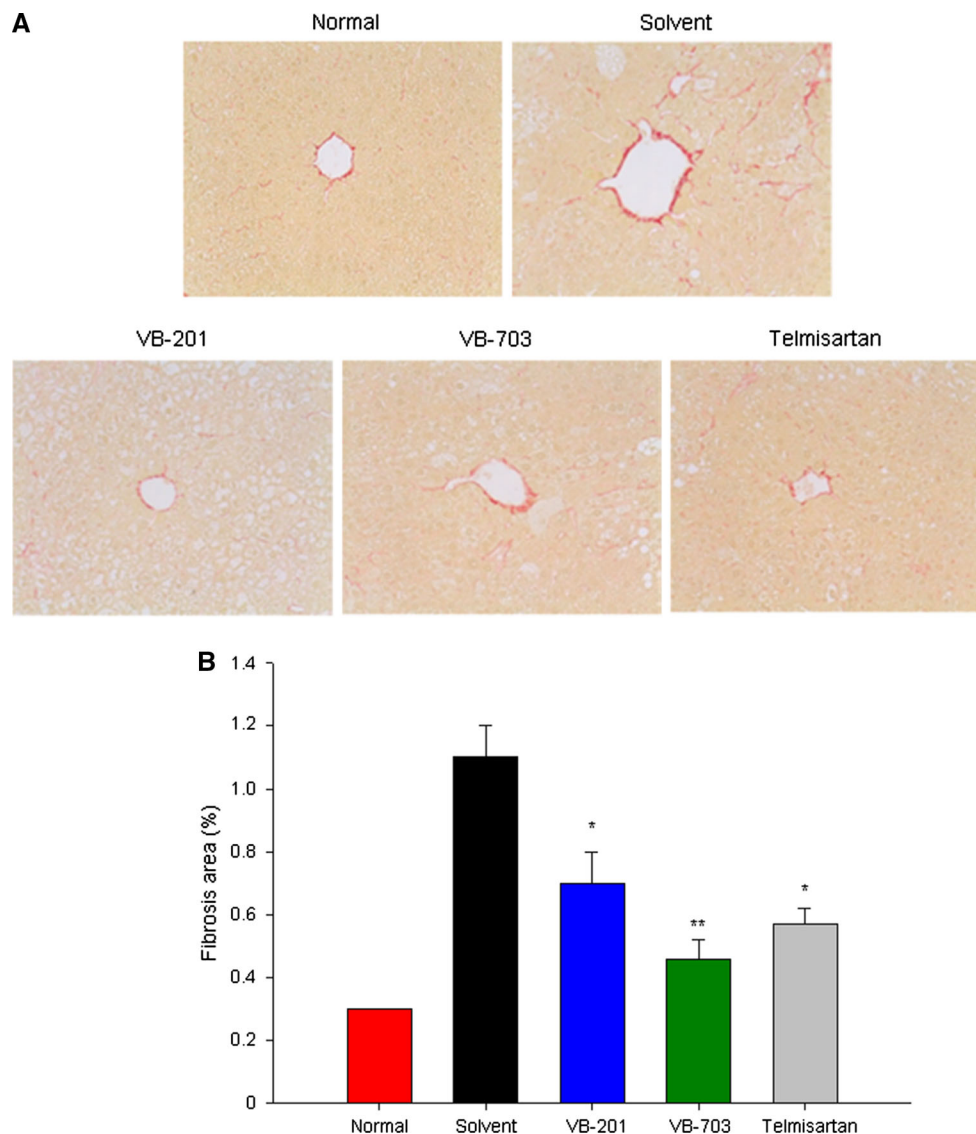 A
Normal
Solvent
VB-201
VB-703
Telmisartan
B
Fibrosis area (%)
1.4
1.2
1.0
0.8
0.6
0.4
0.2
0
*
**
*
Normal
Solvent
VB-201
VB-703
Telmisartan